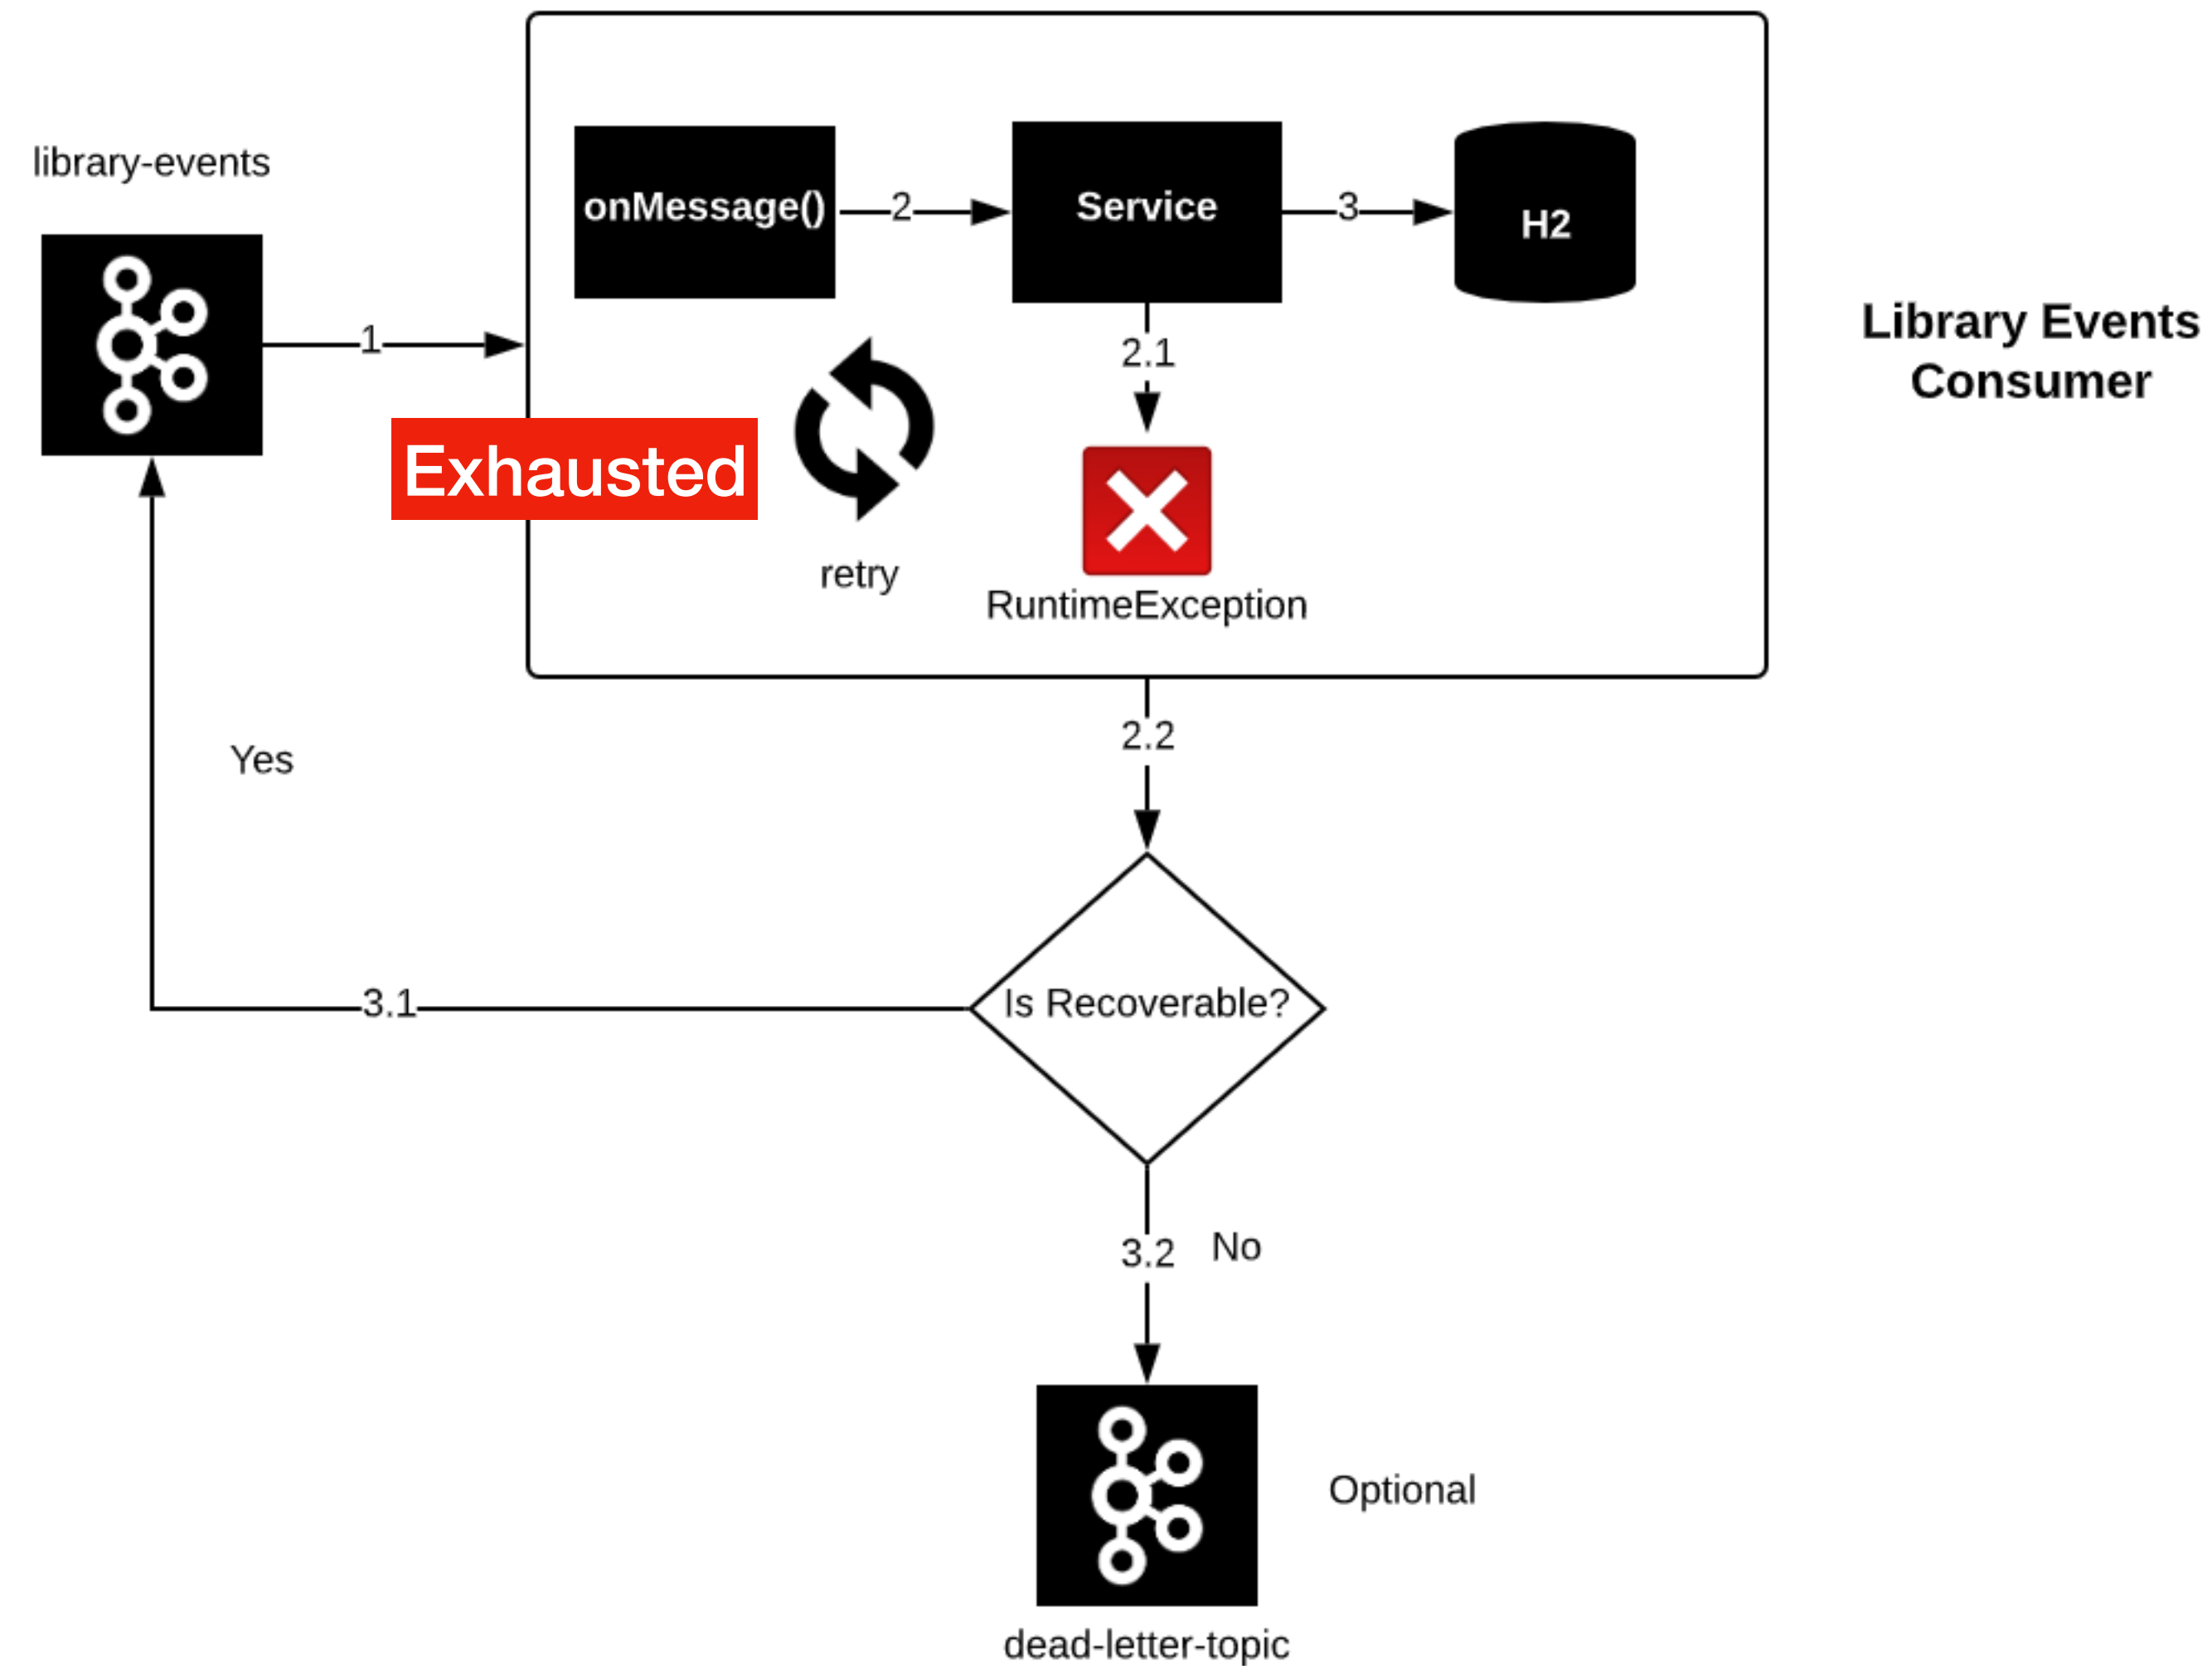 library-events
onMessage()
2
Service
3
H2
1
2.1
Library Events
Consumer
Exhausted
retry
RuntimeException
2.2
Yes
Is Recoverable?
3.1
3.2
No
Optional
dead-letter-topic